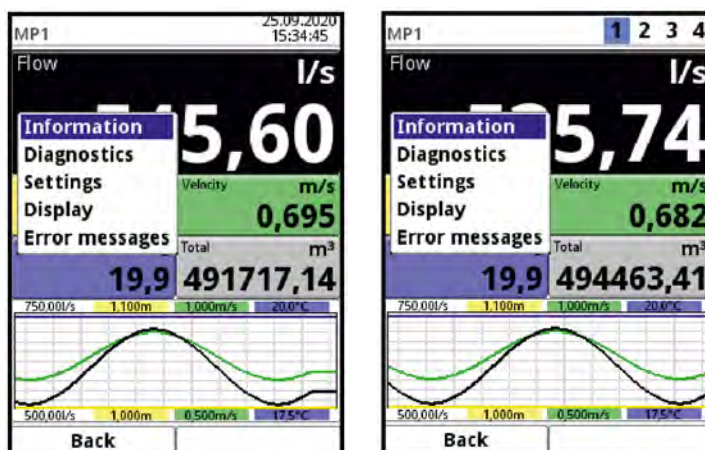 MP1
25.09.2020
15:34:45
Flow
l/s
5,60
Information
Diagnostics
Settings
Display
Error messages
Velocity m/s
0,695
19,9
Total m³
491717,14
750,00l/s 1,100m 1,000m/s 20,0°C
500,00l/s 1,000m 0,500m/s 17,5°C
Back
MP1
1 2 3 4
Flow
l/s
5,74
Information
Diagnostics
Settings
Display
Error messages
Velocity m/s
0,682
19,9
Total m³
494463,41
750,00l/s 1,100m 1,000m/s 20,0°C
500,00l/s 1,000m 0,500m/s 17,5°C
Back